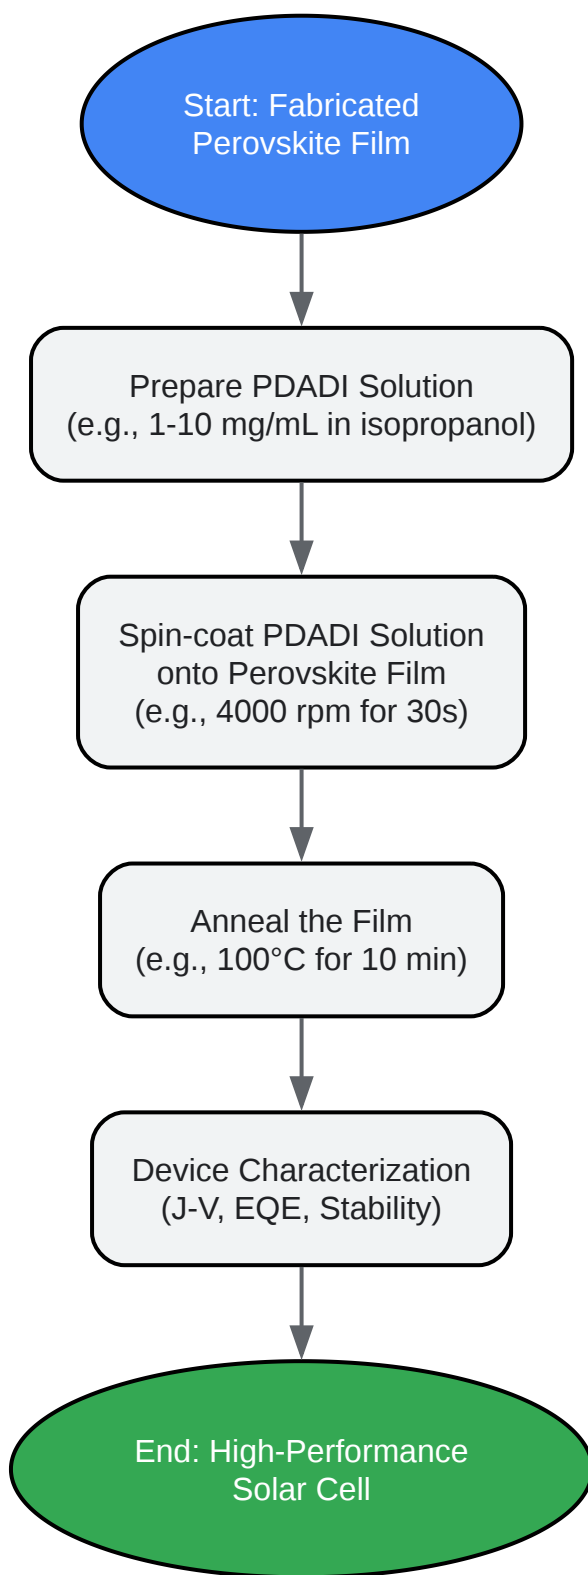 Start: Fabricated
Perovskite Film
Prepare PDADI Solution
(e.g., 1-10 mg/mL in isopropanol)
Spin-coat PDADI Solution
onto Perovskite Film
(e.g., 4000 rpm for 30s)
Anneal the Film
(e.g., 100°C for 10 min)
Device Characterization
(J-V, EQE, Stability)
End: High-Performance
Solar Cell